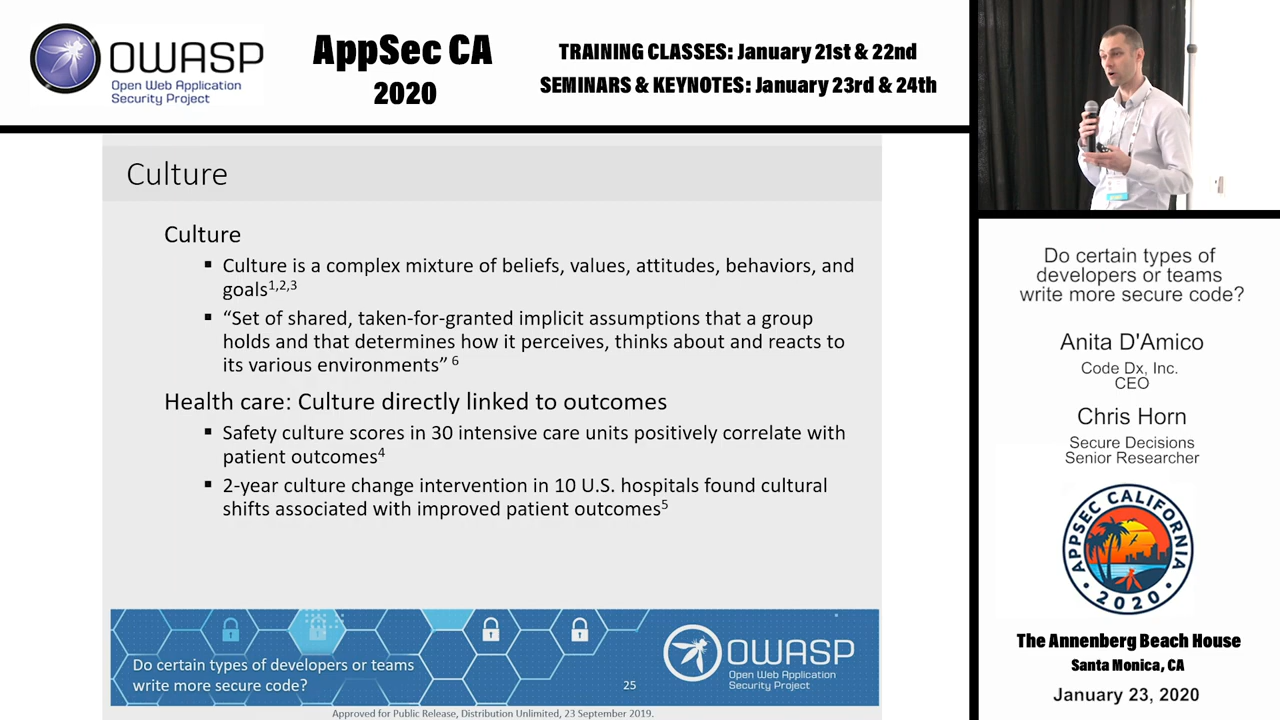 OWASP
Open Web Application
Security Project
AppSec CA
2020
TRAINING CLASSES: January 21st & 22nd
SEMINARS & KEYNOTES: January 23rd & 24th
Culture
Culture
▪ Culture is a complex mixture of beliefs, values, attitudes, behaviors, and
goals1,2,3
▪ “Set of shared, taken-for-granted implicit assumptions that a group
holds and that determines how it perceives, thinks about and reacts to
its various environments” 6
Health care: Culture directly linked to outcomes
▪ Safety culture scores in 30 intensive care units positively correlate with
patient outcomes4
▪ 2-year culture change intervention in 10 U.S. hospitals found cultural
shifts associated with improved patient outcomes5
Do certain types of developers or teams
write more secure code?
25
OWASP
Open Web Application
Security Project
Approved for Public Release, Distribution Unlimited, 23 September 2019.
Do certain types of
developers or teams
write more secure code?
Anita D'Amico
Code Dx, Inc.
CEO
Chris Horn
Secure Decisions
Senior Researcher
APPSEC CALIFORNIA
2020
The Annenberg Beach House
Santa Monica, CA
January 23, 2020